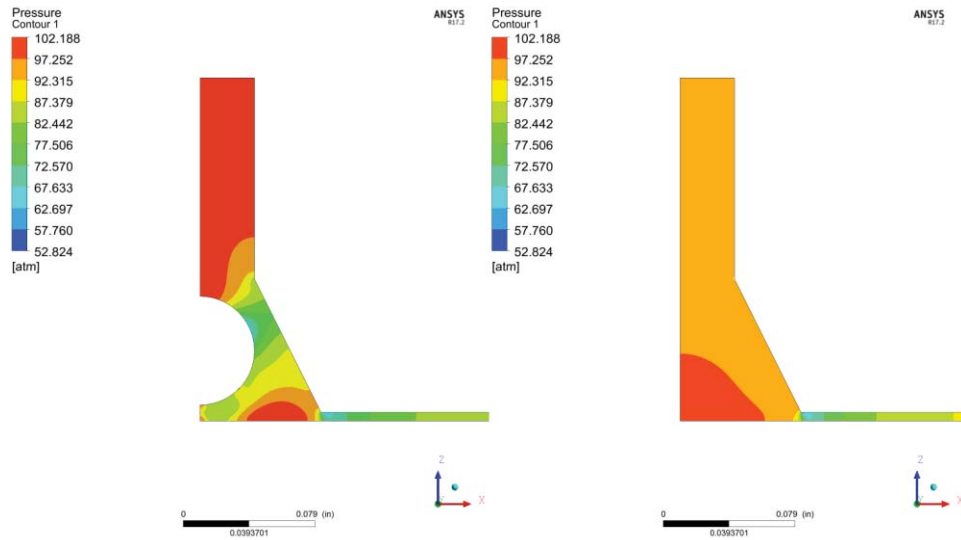 Pressure
Contour 1
102.188
97.252
92.315
87.379
82.442
77.506
72.570
67.633
62.697
57.760
52.824
[atm]
ANSYS
R17.2
Z
Y
X
0
0.079 (in)
0.0393701
Pressure
Contour 1
102.188
97.252
92.315
87.379
82.442
77.506
72.570
67.633
62.697
57.760
52.824
[atm]
ANSYS
R17.2
Z
Y
X
0
0.079 (in)
0.0393701